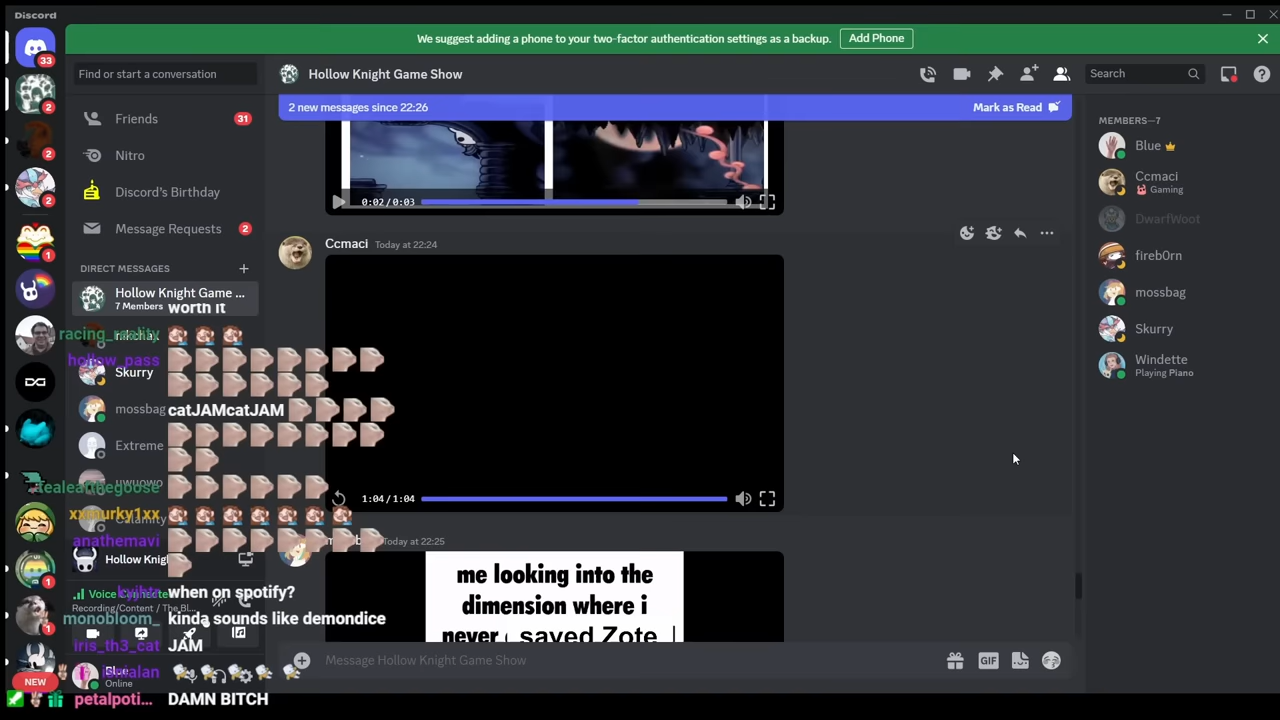 Discord
We suggest adding a phone to your two-factor authentication settings as a backup.
Add Phone
33
2
2
2
1
1
1
1
NEW
Find or start a conversation
Friends
31
Nitro
Discord's Birthday
Message Requests
2
DIRECT MESSAGES
Hollow Knight Game ...
7 Members
Skurry
mossbag
Extreme
Hollow Knig
Voice Connecte
Recording/Content / The Bl...
Blue
Online
worth it
racing_reality
hollow_pass
catJAMcatJAM
tealeafthegoose
xxmurky1xx
anathemavi
when on spotify?
monobloom_
kinda sounds like demondice
iris_th3_cat
JAM
ismalan
petalpoti...
DAMN BITCH
Hollow Knight Game Show
Search
2 new messages since 22:26
Mark as Read
0:02/0:03
Ccmaci
Today at 22:24
1:04/1:04
Today at 22:25
me looking into the
dimension where i
never saved Zote
Message Hollow Knight Game Show
GIF
MEMBERS—7
Blue
Ccmaci
Gaming
DwarfWoot
fireb0rn
mossbag
Skurry
Windette
Playing Piano